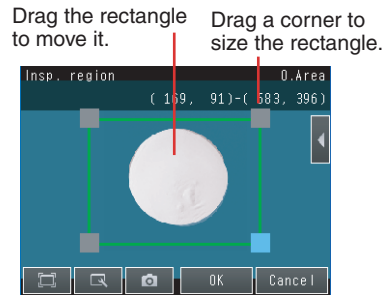 Drag the rectangle to move it.
Drag a corner to size the rectangle.
Insp. region 0.Area
( 169, 91)-( 583, 396)
OK Cancel